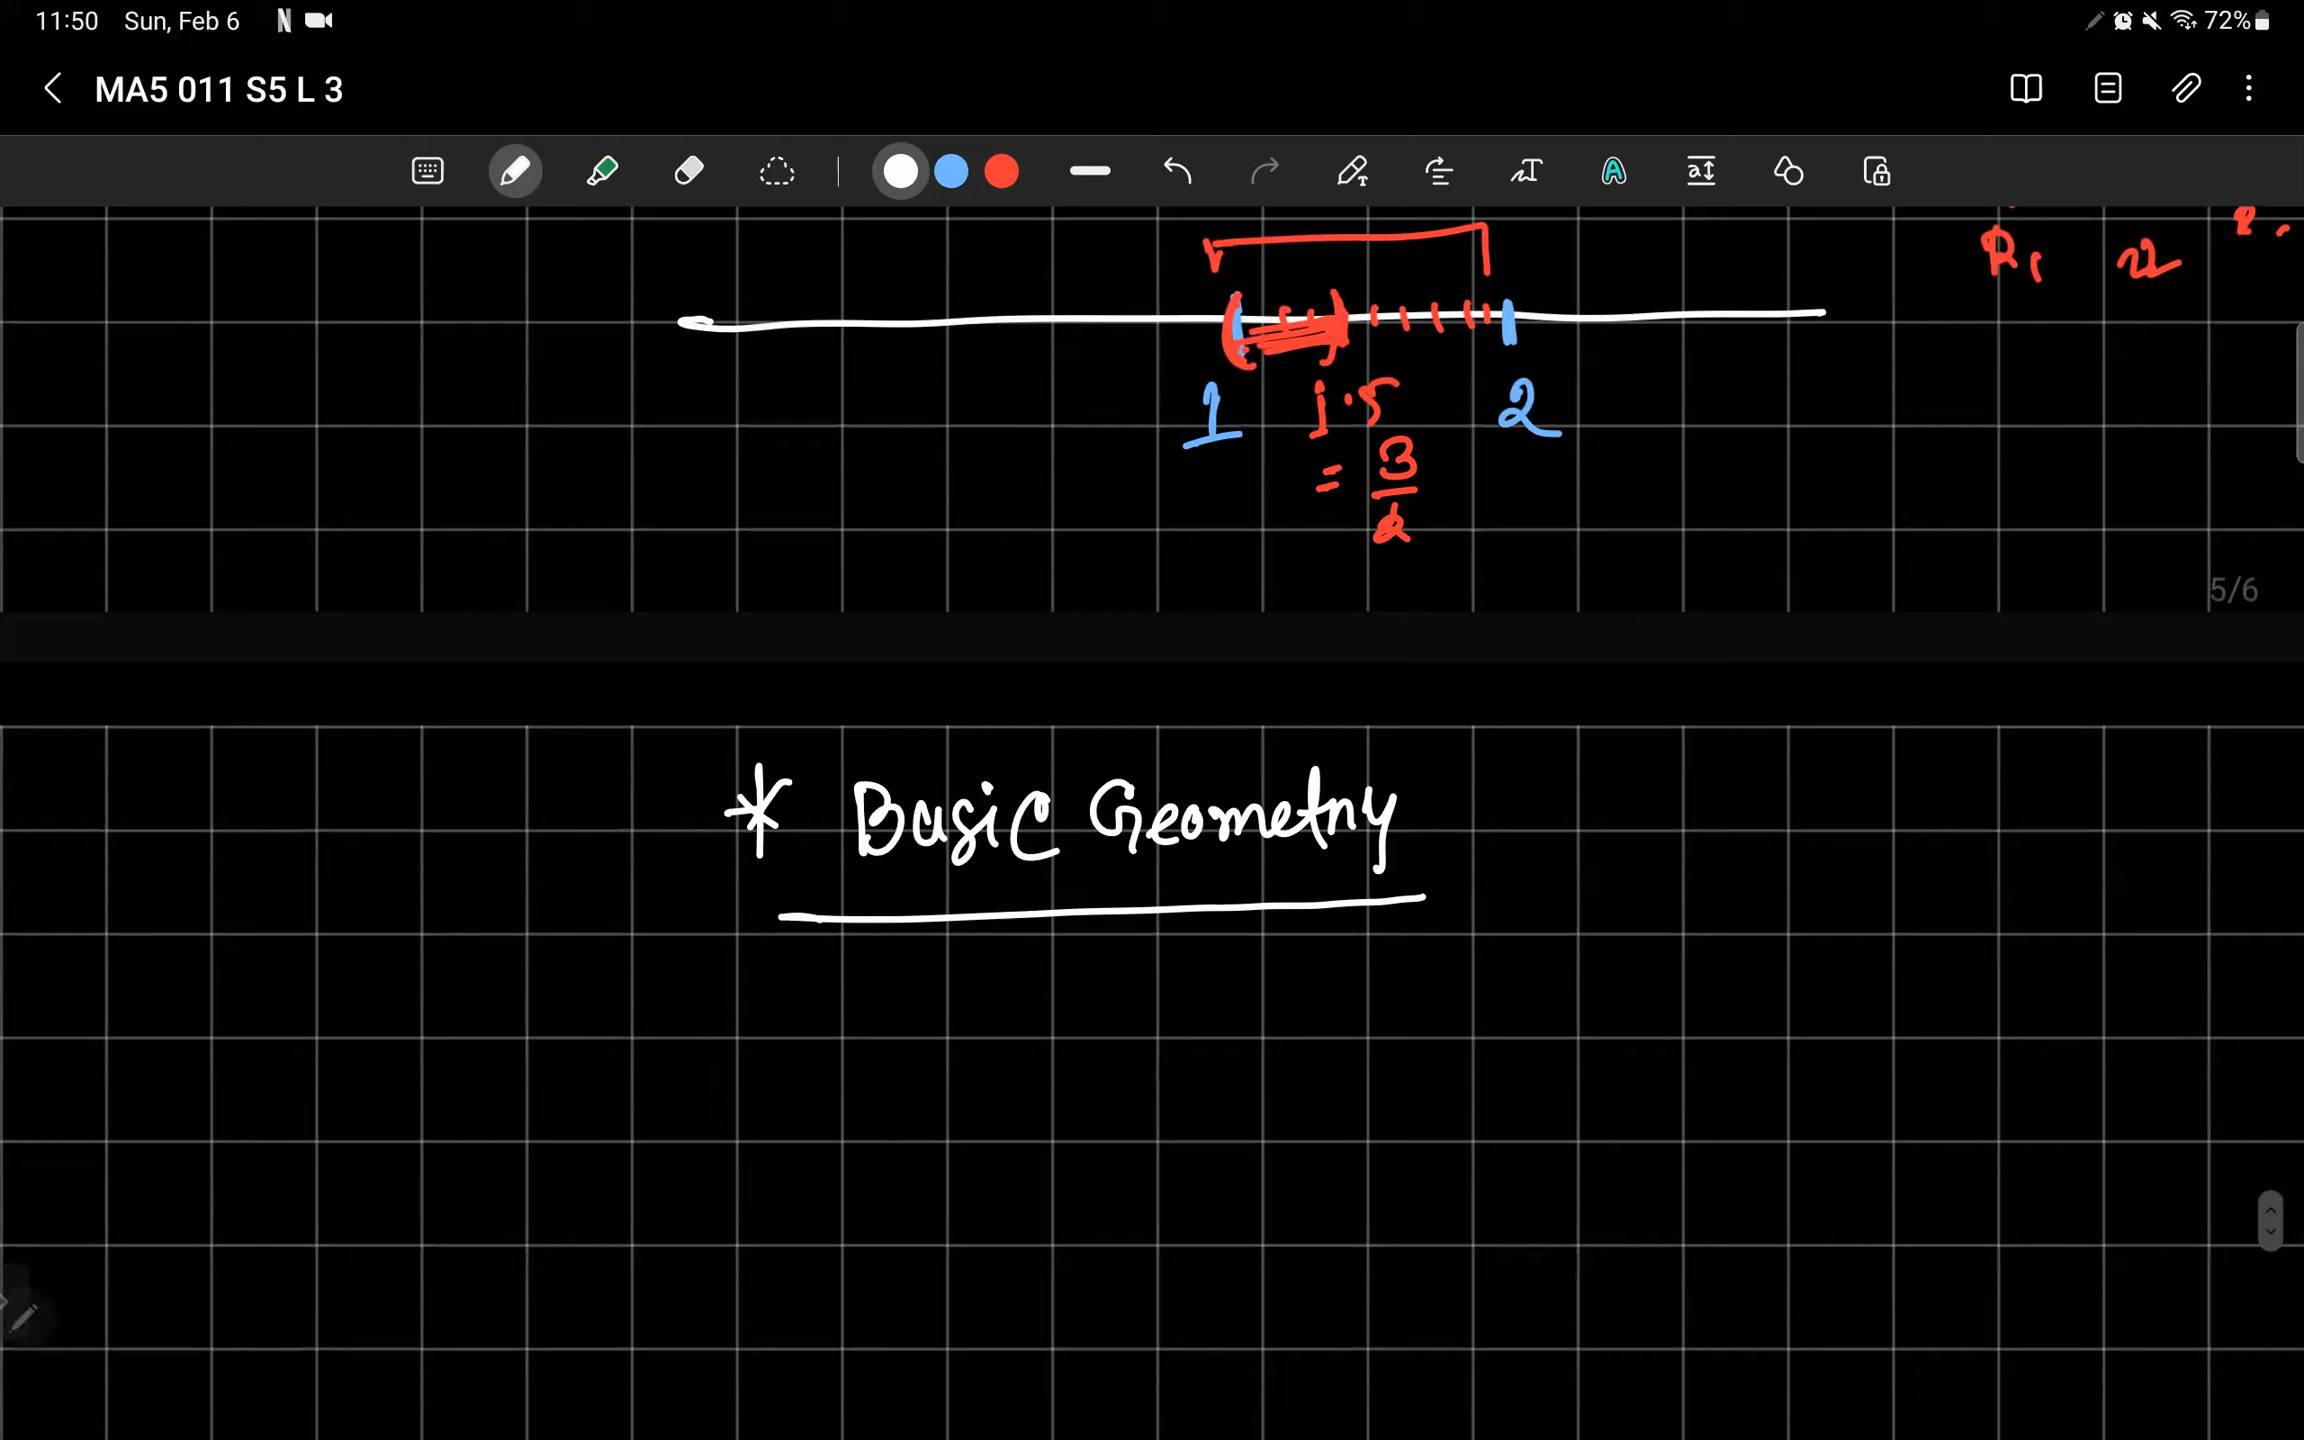 11:50 Sun, Feb 6 N 72%
MA5 011 S5 L 3
R1
1 1.5 2
= 3/2
5/6
* Basic Geometry